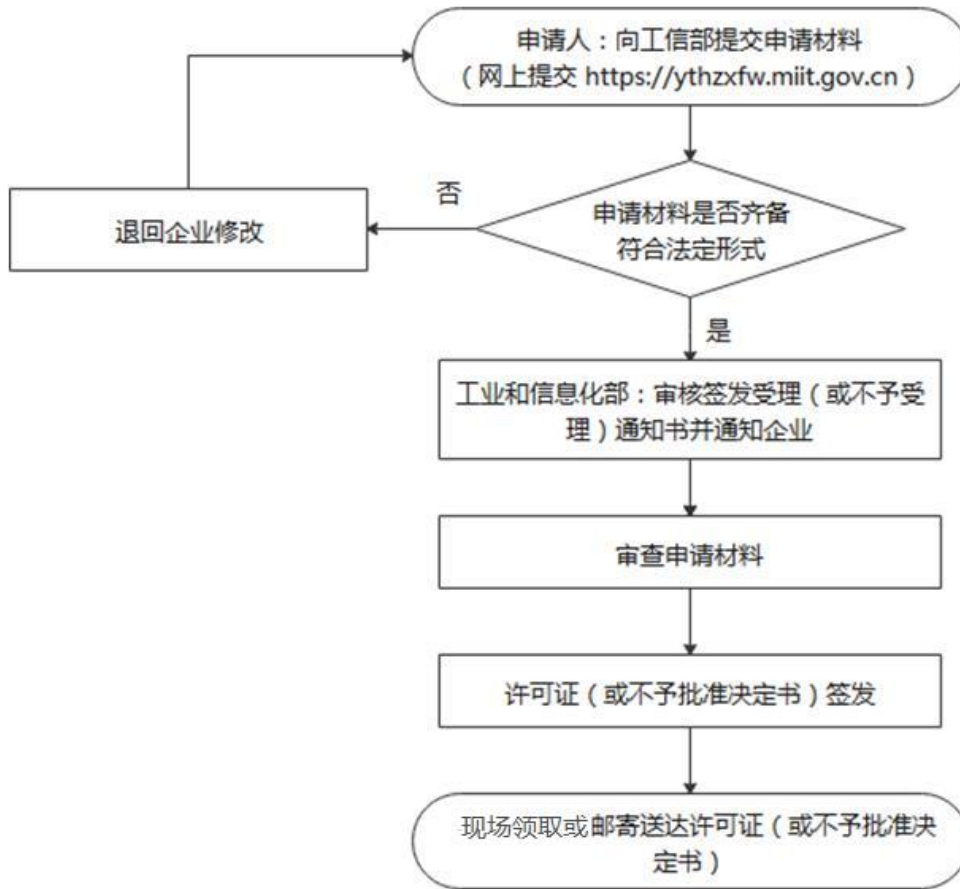 申请人：向工信部提交申请材料
（网上提交 https://ythzxfw.miit.gov.cn）
否
申请材料是否齐备
符合法定形式
退回企业修改
是
工业和信息化部：审核签发受理（或不予受
理）通知书并通知企业
审查申请材料
许可证（或不予批准决定书）签发
现场领取或邮寄送达许可证（或不予批准决
定书）